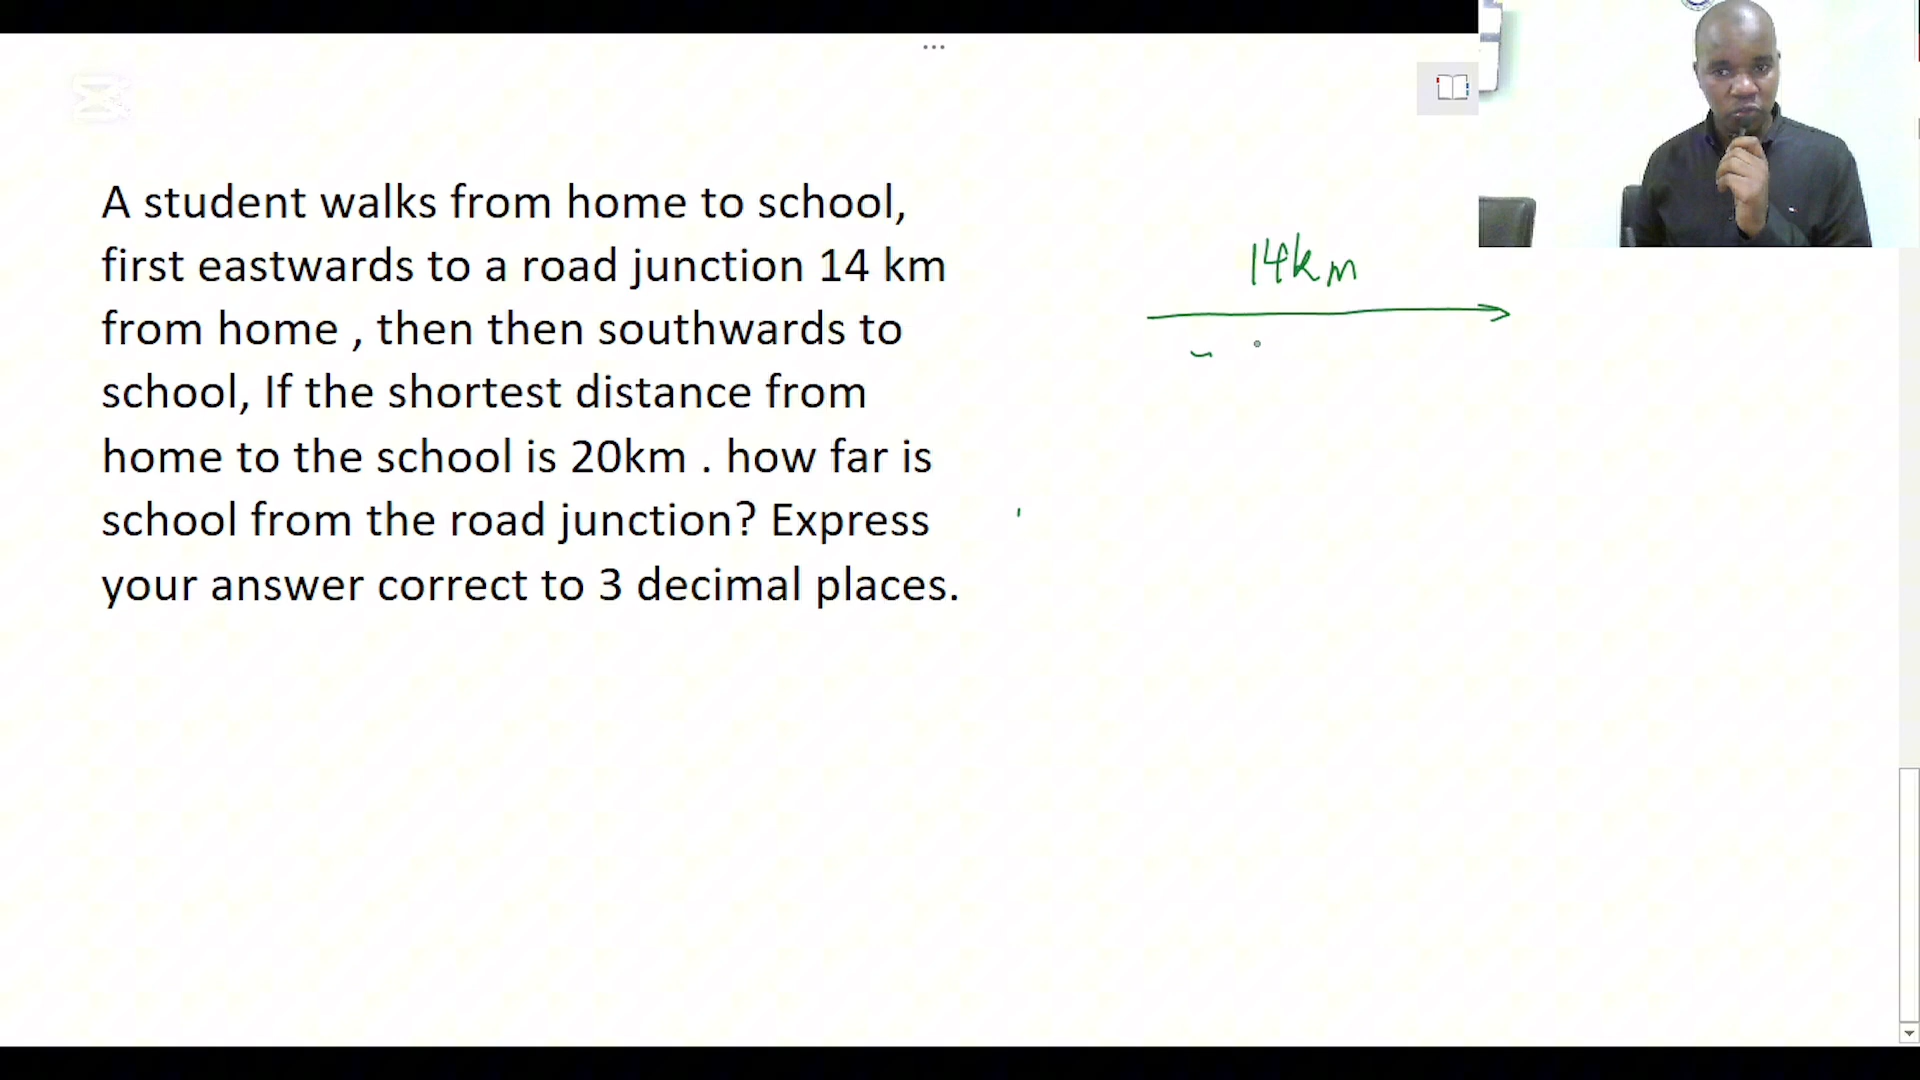 A student walks from home to school,
first eastwards to a road junction 14 km
from home , then then southwards to
school, If the shortest distance from
home to the school is 20km . how far is
school from the road junction? Express
your answer correct to 3 decimal places.
14km